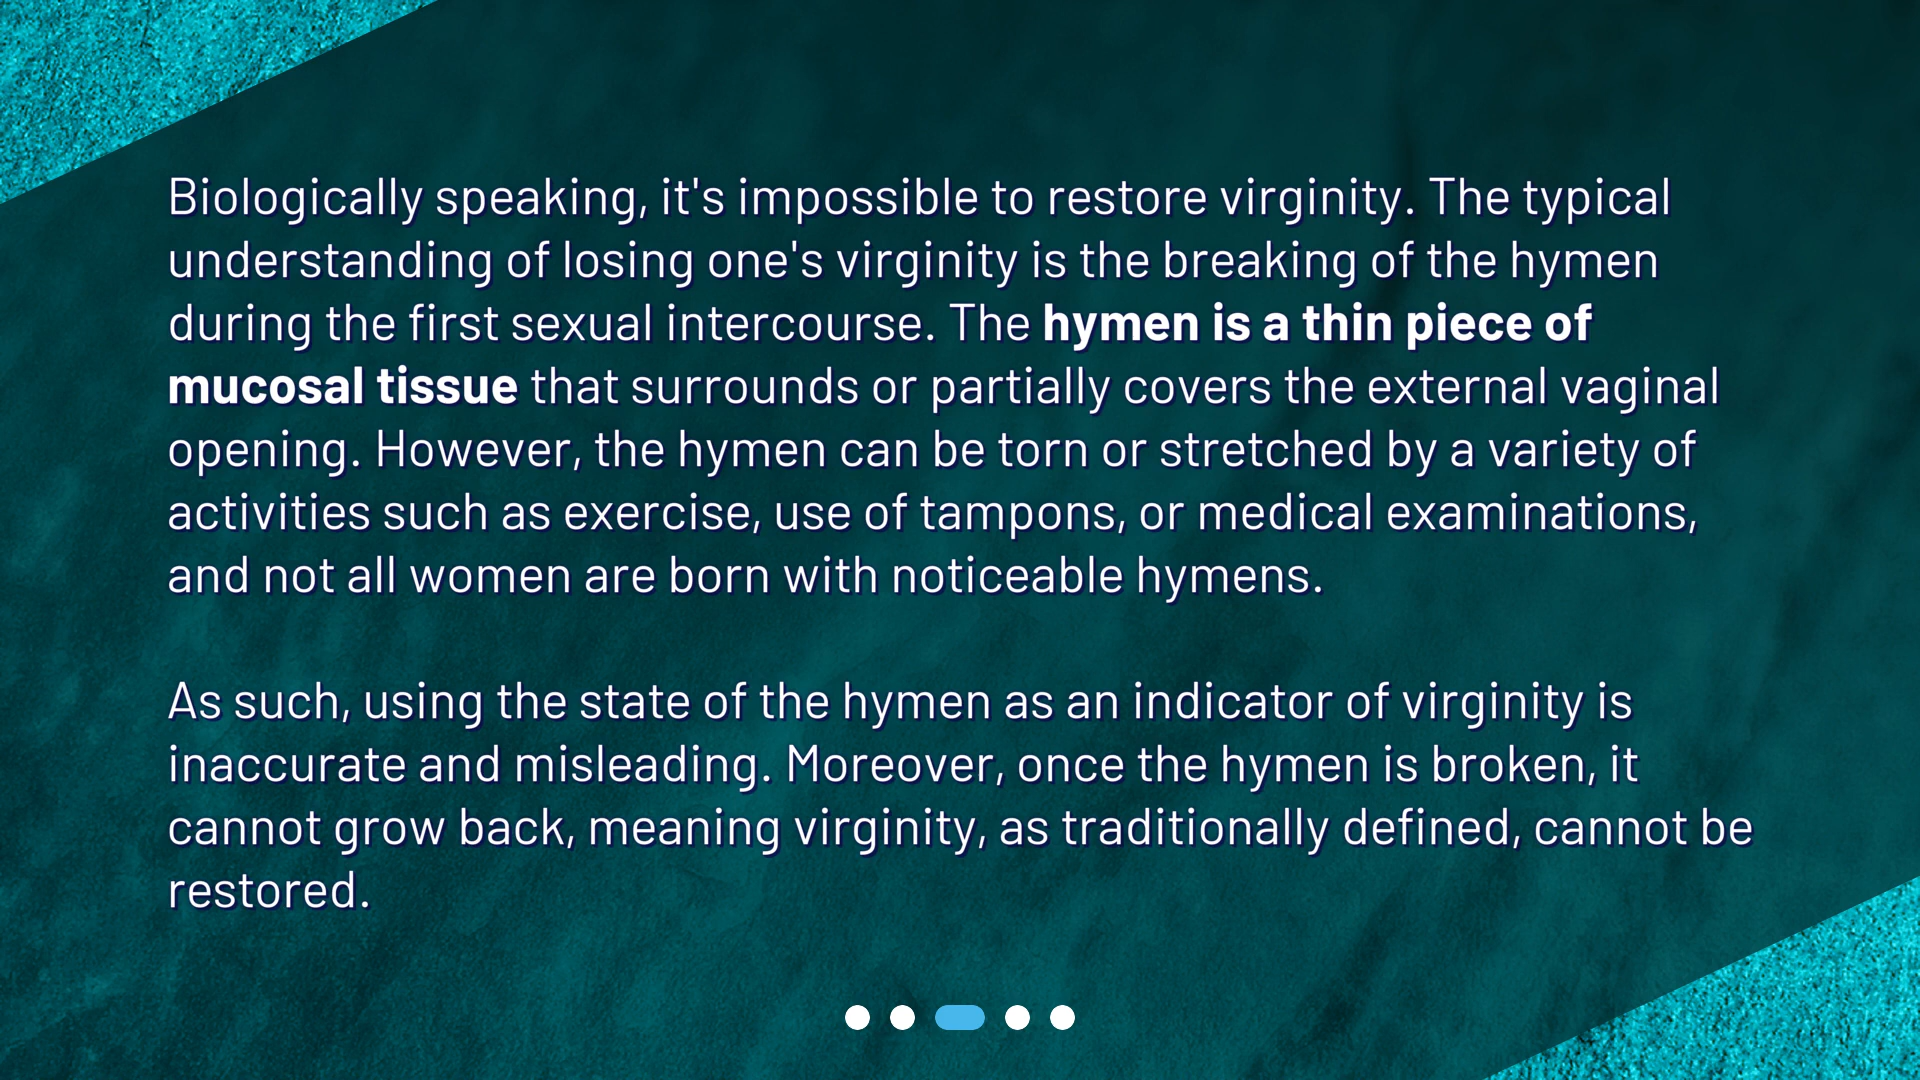 Biologically speaking, it's impossible to restore virginity. The typical
understanding of losing one's virginity is the breaking of the hymen
during the first sexual intercourse. The hymen is a thin piece of
mucosal tissue that surrounds or partially covers the external vaginal
opening. However, the hymen can be torn or stretched by a variety of
activities such as exercise, use of tampons, or medical examinations,
and not all women are born with noticeable hymens.
As such, using the state of the hymen as an indicator of virginity is
inaccurate and misleading. Moreover, once the hymen is broken, it
cannot grow back, meaning virginity, as traditionally defined, cannot be
restored.